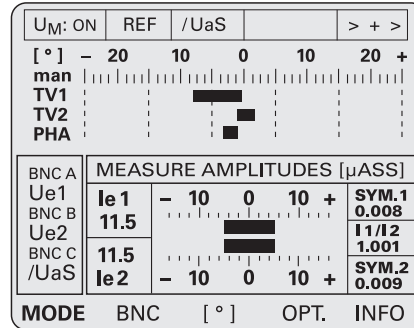 UM: ON REF /UaS > + >
[ ° ] – 20 10 0 10 20 +
man
TV1
TV2
PHA
BNC A
Ue1
BNC B
Ue2
BNC C
/UaS
MEASURE AMPLITUDES [µASS]
Ie 1 – 10 0 10 + SYM.1
11.5 0.008
I1/I2
1.001
11.5
Ie 2 – 10 0 10 + SYM.2
0.009
MODE BNC [ ° ] OPT. INFO